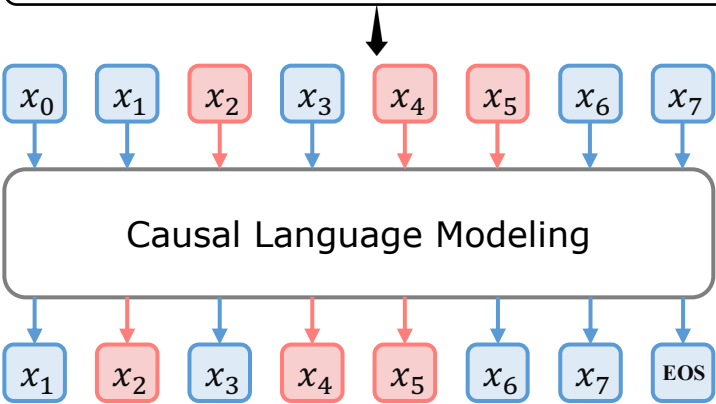 x₀ x₁ x₂ x₃ x₄ x₅ x₆ x₇
Causal Language Modeling
x₁ x₂ x₃ x₄ x₅ x₆ x₇ EOS